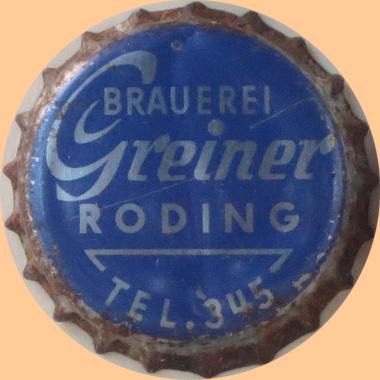 BRAUEREI
Greiner
RODING
TEL. 345